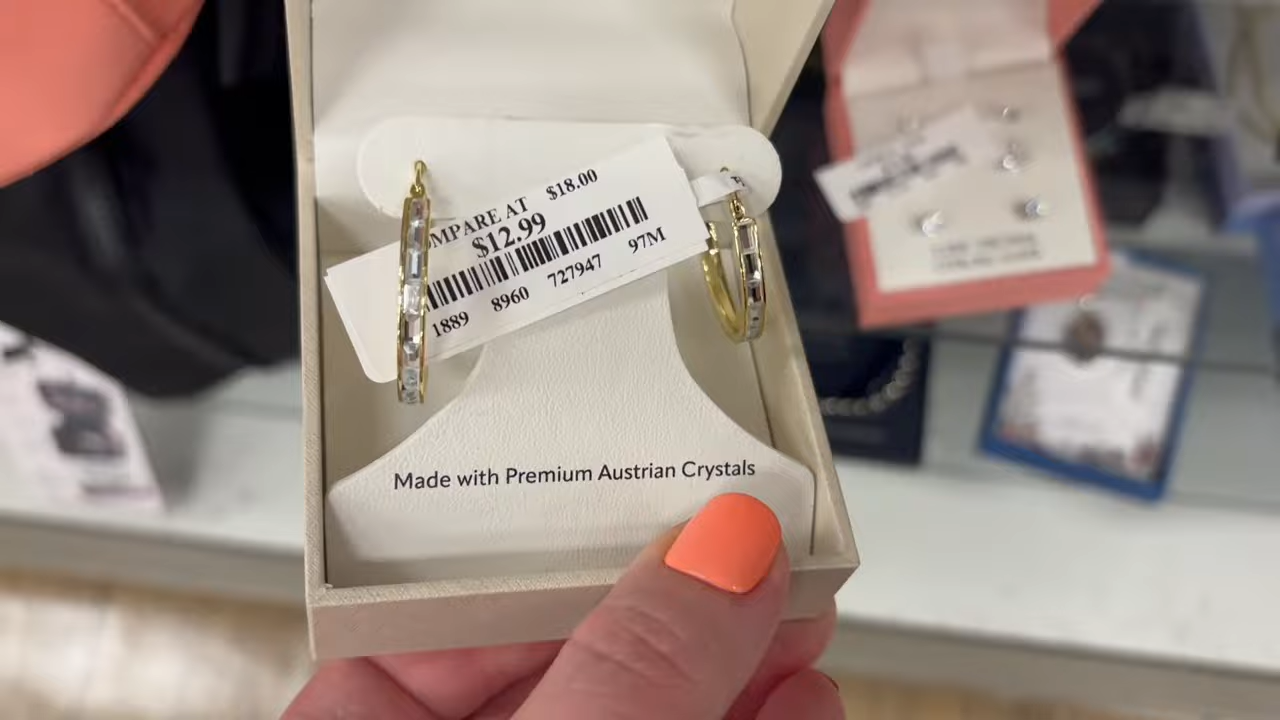 MPARE AT $18.00
$12.99
1889 8960 727947 97M
Made with Premium Austrian Crystals